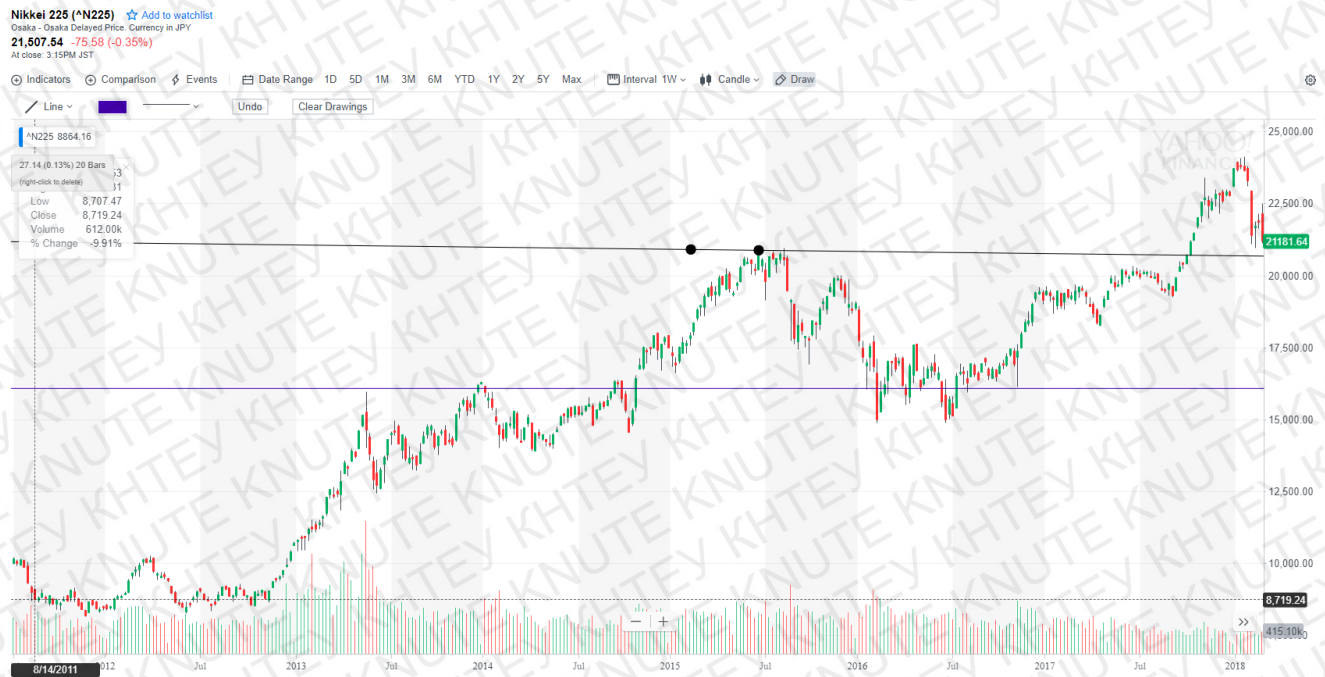 Nikkei 225 (^N225) Add to watchlist
Osaka - Osaka Delayed Price. Currency in JPY
21,507.54 -75.58 (-0.35%)
At close: 3:15PM JST
Indicators Comparison Events Date Range 1D 5D 1M 3M 6M YTD 1Y 2Y 5Y Max Interval 1W Candle Draw
Line Undo Clear Drawings
^N225 8864.16
27.14 (0.13%) 20 Bars
(right-click to delete)
Low 8,707.47
Close 8,719.24
Volume 612.00k
% Change -9.91%
YAHOO!
FINANCE
25,000.00
22,500.00
21181.64
20,000.00
17,500.00
15,000.00
12,500.00
10,000.00
8,719.24
415.10k
8/14/2011 2012 Jul 2013 Jul 2014 Jul 2015 Jul 2016 Jul 2017 Jul 2018
KHTEY KNUTE